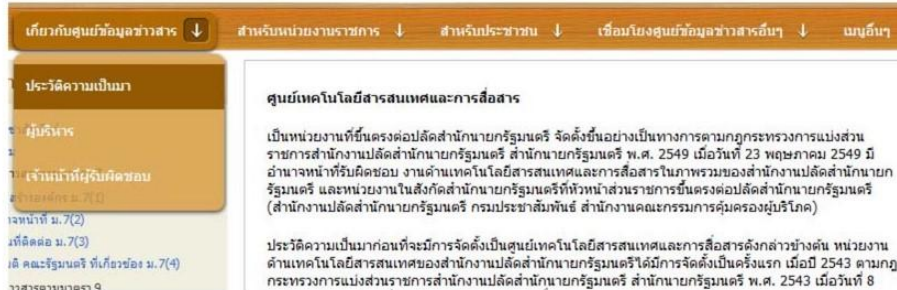 เกี่ยวกับศูนย์ข้อมูลข่าวสาร ↓ สำหรับหน่วยงานราชการ ↓ สำหรับประชาชน ↓ เชื่อมโยงศูนย์ข้อมูลข่าวสารอื่นๆ ↓ เมนูอื่นๆ
ประวัติความเป็นมา
ผู้บริหาร
เจ้าหน้าที่ผู้รับผิดชอบ
ม.7(1)
จหน้าที่ ม.7(2)
ที่ติดต่อ ม.7(3)
มติ คณะรัฐมนตรี ที่เกี่ยวข้อง ม.7(4)
าวสารตามมาตรา 9
ศูนย์เทคโนโลยีสารสนเทศและการสื่อสาร
เป็นหน่วยงานที่ขึ้นตรงต่อปลัดสำนักนายกรัฐมนตรี จัดตั้งขึ้นอย่างเป็นทางการตามกฎกระทรวงการแบ่งส่วน
ราชการสำนักงานปลัดสำนักนายกรัฐมนตรี สำนักนายกรัฐมนตรี พ.ศ. 2549 เมื่อวันที่ 23 พฤษภาคม 2549 มี
อำนาจหน้าที่รับผิดชอบ งานด้านเทคโนโลยีสารสนเทศและการสื่อสารในภาพรวมของสำนักงานปลัดสำนักนายก
รัฐมนตรี และหน่วยงานในสังกัดสำนักนายกรัฐมนตรีที่หัวหน้าส่วนราชการขึ้นตรงต่อปลัดสำนักนายกรัฐมนตรี
(สำนักงานปลัดสำนักนายกรัฐมนตรี กรมประชาสัมพันธ์ สำนักงานคณะกรรมการคุ้มครองผู้บริโภค)
ประวัติความเป็นมาก่อนที่จะมีการจัดตั้งเป็นศูนย์เทคโนโลยีสารสนเทศและการสื่อสารดังกล่าวข้างต้น หน่วยงาน
ด้านเทคโนโลยีสารสนเทศของสำนักงานปลัดสำนักนายกรัฐมนตรีได้มีการจัดตั้งเป็นครั้งแรก เมื่อปี 2543 ตามกฎ
กระทรวงการแบ่งส่วนราชการสำนักงานปลัดสำนักนายกรัฐมนตรี สำนักนายกรัฐมนตรี พ.ศ. 2543 เมื่อวันที่ 8